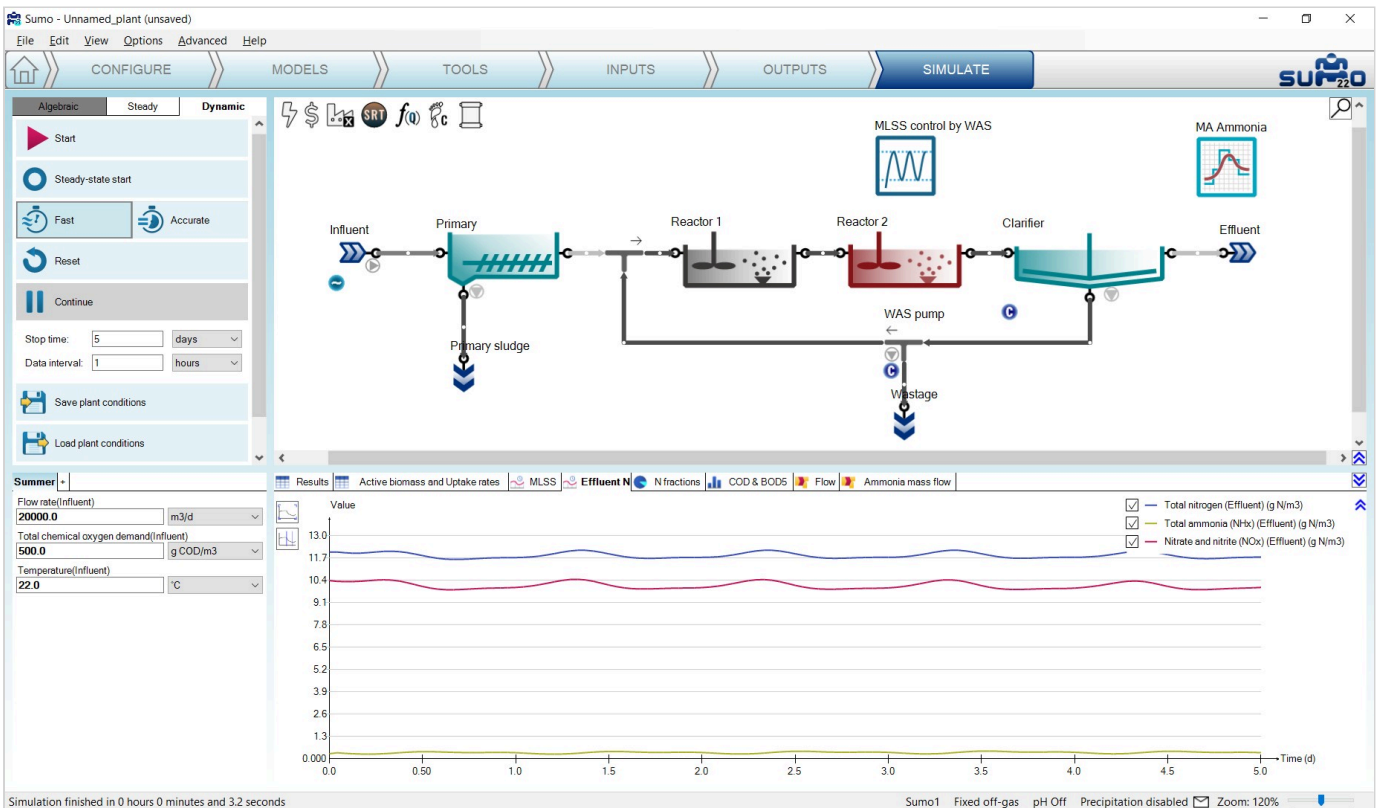 Sumo - Unnamed_plant (unsaved)
File Edit View Options Advanced Help
CONFIGURE MODELS TOOLS INPUTS OUTPUTS SIMULATE
SUMO 22
Algebraic Steady Dynamic
Start
Steady-state start
Fast Accurate
Reset
Continue
Stop time: 5 days
Data interval: 1 hours
Save plant conditions
Load plant conditions
$ x SRT f(Q) C
MLSS control by WAS
MA Ammonia
Influent
Primary
Reactor 1
Reactor 2
Clarifier
Effluent
WAS pump
C
C
Primary sludge
Wastage
Summer +
Flow rate(Influent)
20000.0 m3/d
Total chemical oxygen demand(Influent)
500.0 g COD/m3
Temperature(Influent)
22.0 °C
Results Active biomass and Uptake rates MLSS Effluent N N fractions COD & BOD5 Flow Ammonia mass flow
Value
Total nitrogen (Effluent) (g N/m3)
Total ammonia (NHx) (Effluent) (g N/m3)
Nitrate and nitrite (NOx) (Effluent) (g N/m3)
13.0
11.7
10.4
9.1
7.8
6.5
5.2
3.9
2.6
1.3
0.000
0.0 0.50 1.0 1.5 2.0 2.5 3.0 3.5 4.0 4.5 5.0
Time (d)
Simulation finished in 0 hours 0 minutes and 3.2 seconds
Sumo1 Fixed off-gas pH Off Precipitation disabled Zoom: 120%